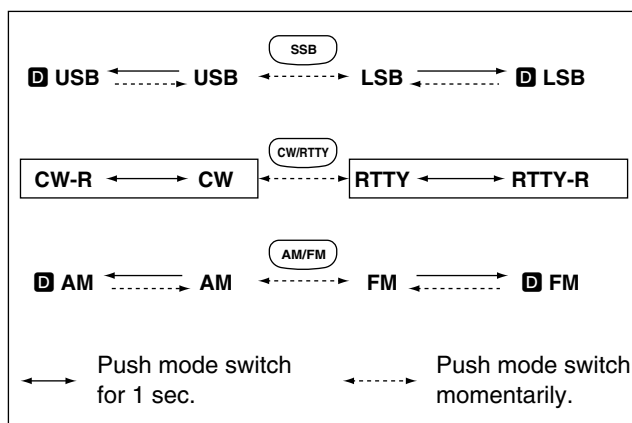 SSB
D USB USB LSB D LSB
CW/RTTY
CW-R CW RTTY RTTY-R
AM/FM
D AM AM FM D FM
Push mode switch for 1 sec.
Push mode switch momentarily.